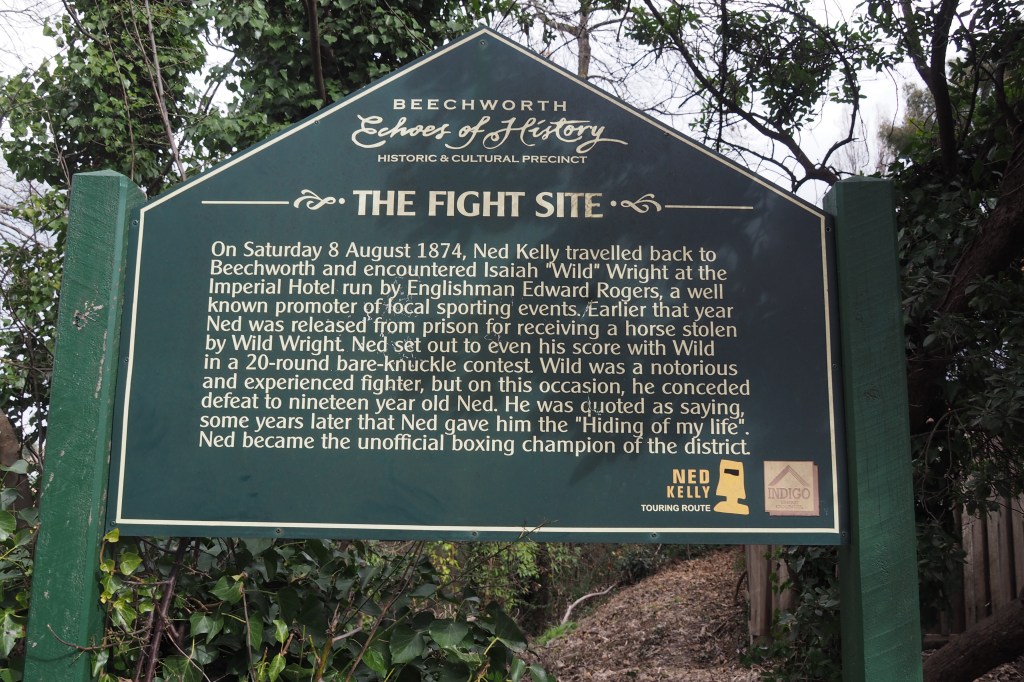 BEECHWORTH
Echoes of History
HISTORIC & CULTURAL PRECINCT
THE FIGHT SITE
On Saturday 8 August 1874, Ned Kelly travelled back to
Beechworth and encountered Isaiah "Wild" Wright at the
Imperial Hotel run by Englishman Edward Rogers, a well
known promoter of local sporting events. Earlier that year
Ned was released from prison for receiving a horse stolen
by Wild Wright. Ned set out to even his score with Wild
in a 20-round bare-knuckle contest. Wild was a notorious
and experienced fighter, but on this occasion, he conceded
defeat to nineteen year old Ned. He was quoted as saying,
some years later that Ned gave him the "Hiding of my life".
Ned became the unofficial boxing champion of the district.
NED
KELLY
TOURING ROUTE
INDIGO